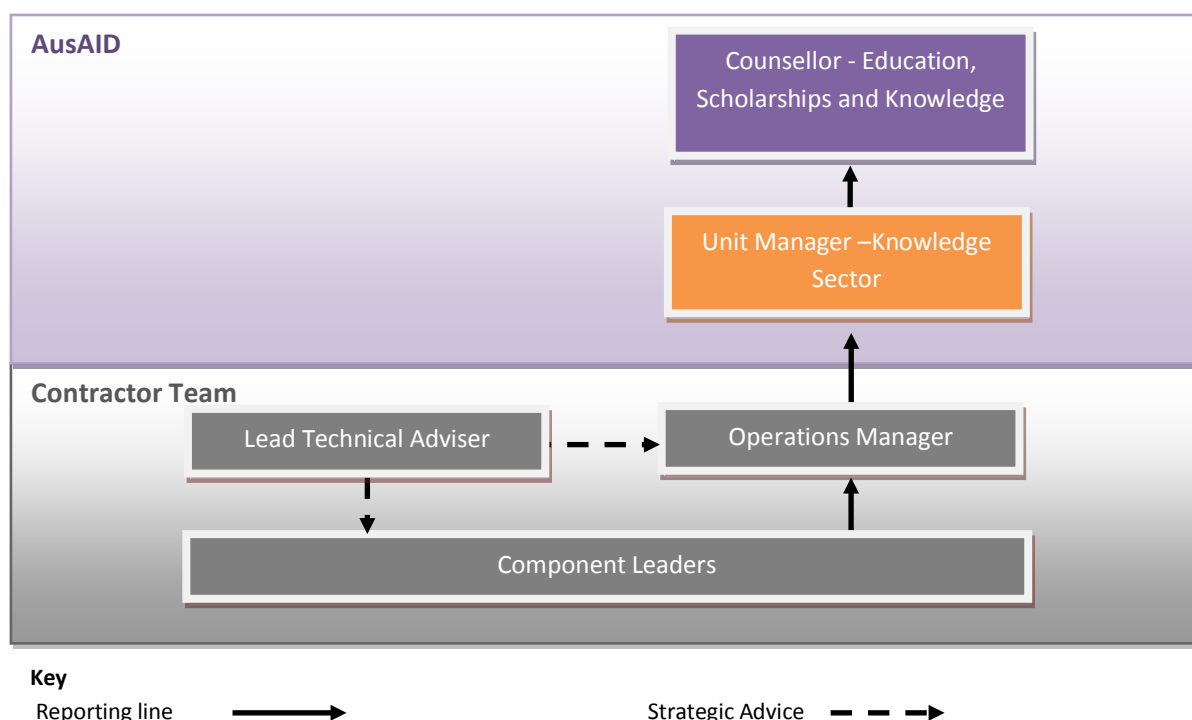 AusAID
Counsellor - Education,
Scholarships and Knowledge
Unit Manager –Knowledge
Sector
Contractor Team
Lead Technical Adviser
Operations Manager
Component Leaders
Key
Reporting line
Strategic Advice